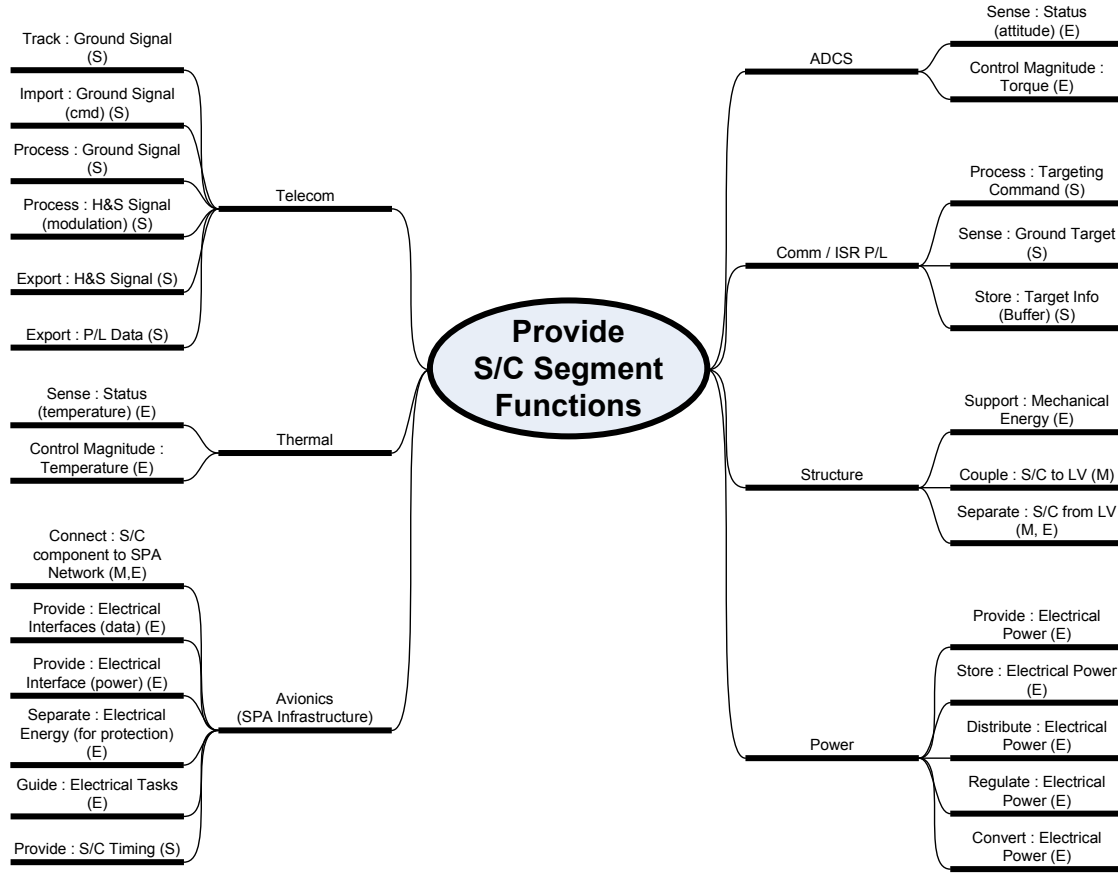 Provide
S/C Segment
Functions
Telecom
Track : Ground Signal
(S)
Import : Ground Signal
(cmd) (S)
Process : Ground Signal
(S)
Process : H&S Signal
(modulation) (S)
Export : H&S Signal (S)
Export : P/L Data (S)
Thermal
Sense : Status
(temperature) (E)
Control Magnitude :
Temperature (E)
Avionics
(SPA Infrastructure)
Connect : S/C
component to SPA
Network (M,E)
Provide : Electrical
Interfaces (data) (E)
Provide : Electrical
Interface (power) (E)
Separate : Electrical
Energy (for protection)
(E)
Guide : Electrical Tasks
(E)
Provide : S/C Timing (S)
ADCS
Sense : Status
(attitude) (E)
Control Magnitude :
Torque (E)
Comm / ISR P/L
Process : Targeting
Command (S)
Sense : Ground Target
(S)
Store : Target Info
(Buffer) (S)
Structure
Support : Mechanical
Energy (E)
Couple : S/C to LV (M)
Separate : S/C from LV
(M, E)
Power
Provide : Electrical
Power (E)
Store : Electrical Power
(E)
Distribute : Electrical
Power (E)
Regulate : Electrical
Power (E)
Convert : Electrical
Power (E)